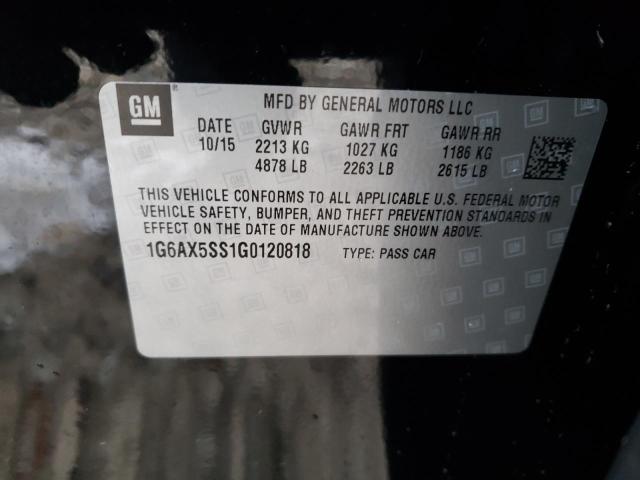 GM
MFD BY GENERAL MOTORS LLC
DATE GVWR GAWR FRT GAWR RR
10/15 2213 KG 1027 KG 1186 KG
4878 LB 2263 LB 2615 LB
THIS VEHICLE CONFORMS TO ALL APPLICABLE U.S. FEDERAL MOTOR
VEHICLE SAFETY, BUMPER, AND THEFT PREVENTION STANDARDS IN
EFFECT ON THE DATE OF MANUFACTURE SHOWN ABOVE.
1G6AX5SS1G0120818 TYPE: PASS CAR